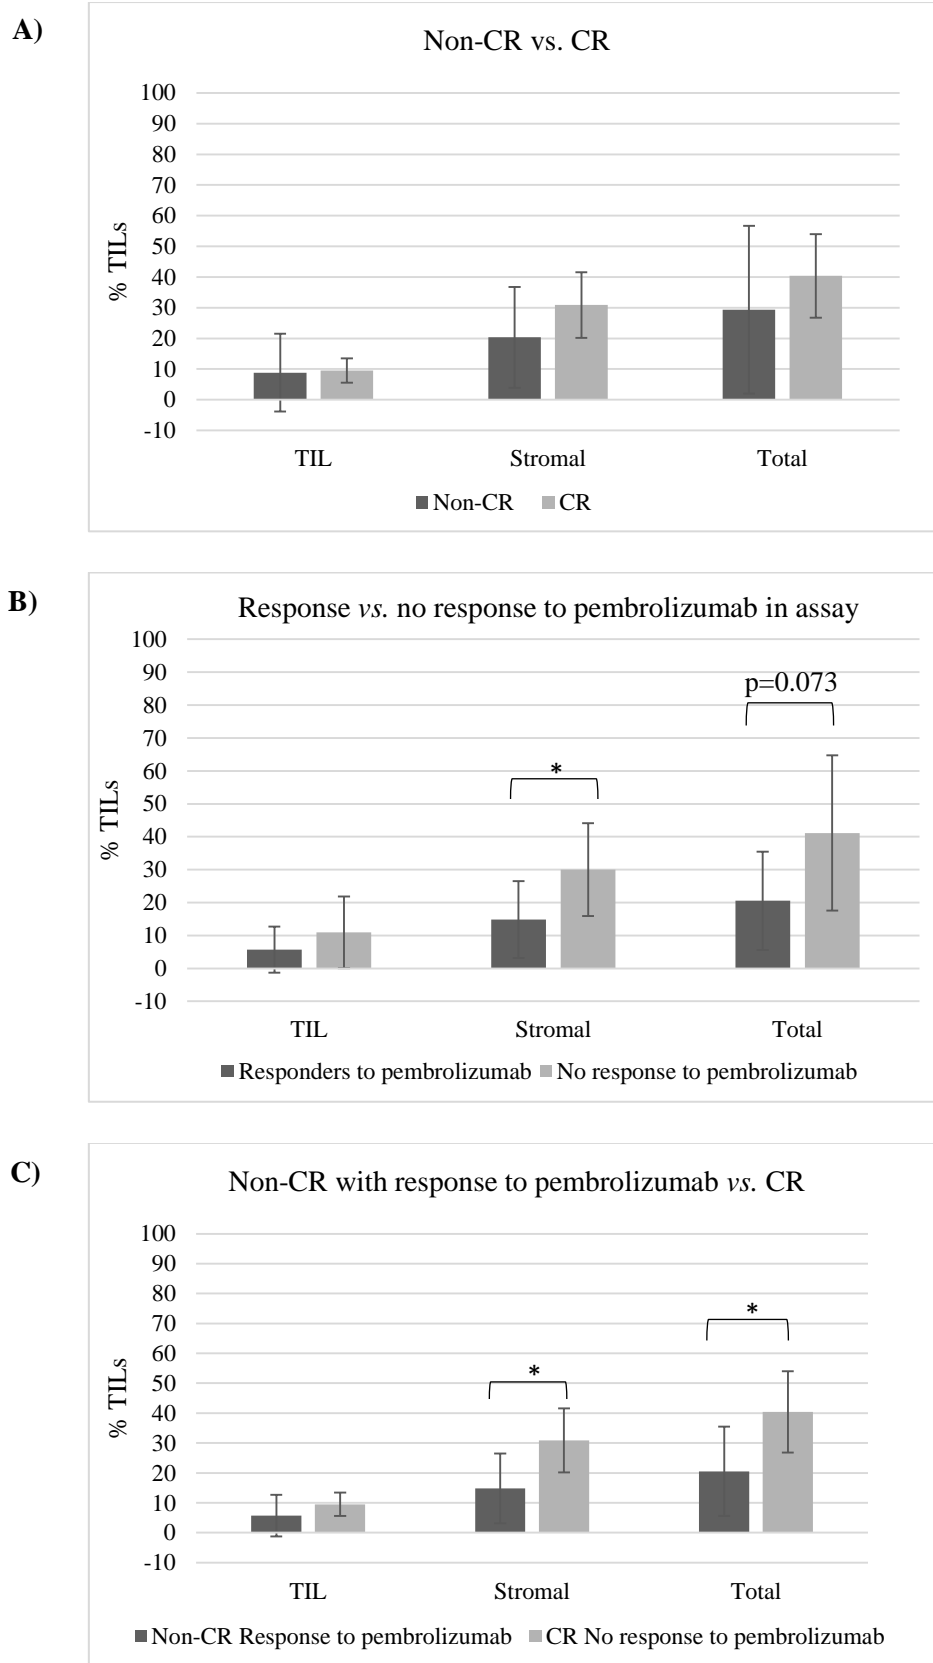 A)
Non-CR vs. CR
100
90
80
70
60
50
40
30
20
10
0
-10
% TILs
TIL Stromal Total
Non-CR CR
B)
Response vs. no response to pembrolizumab in assay
100
90
80
70
60
50
40
30
20
10
0
-10
% TILs
*
p=0.073
TIL Stromal Total
Responders to pembrolizumab No response to pembrolizumab
C)
Non-CR with response to pembrolizumab vs. CR
100
90
80
70
60
50
40
30
20
10
0
-10
% TILs
*
*
TIL Stromal Total
Non-CR Response to pembrolizumab CR No response to pembrolizumab